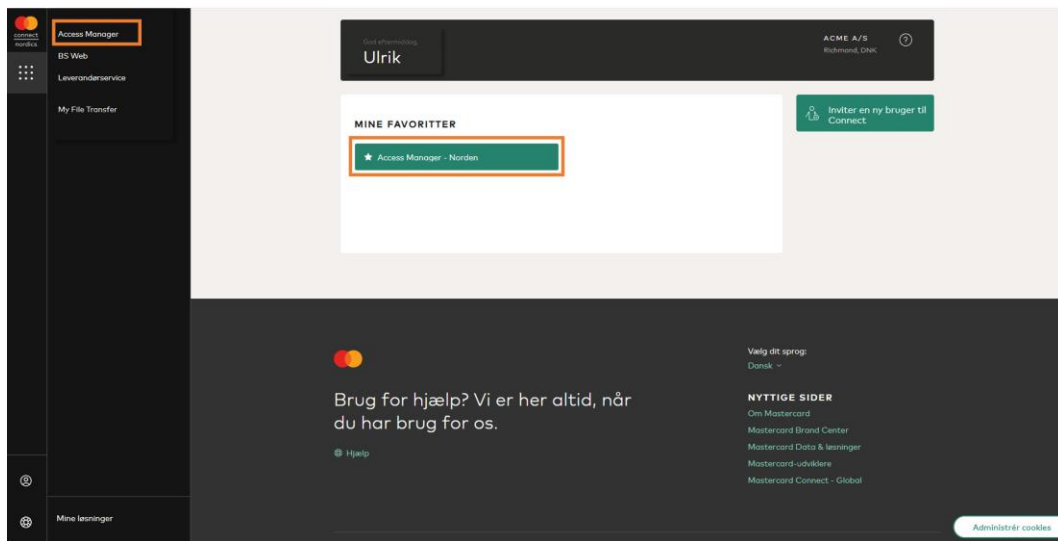 connect
nordics
Access Manager
BS Web
Leverandørservice
My File Transfer
Mine løsninger
God eftermiddag,
Ulrik
ACME A/S
Richmond, DNK
?
MINE FAVORITTER
Access Manager - Norden
Inviter en ny bruger til
Connect
Brug for hjælp? Vi er her altid, når
du har brug for os.
Hjælp
Vælg dit sprog:
Dansk
NYTTIGE SIDER
Om Mastercard
Mastercard Brand Center
Mastercard Data & løsninger
Mastercard-udviklere
Mastercard Connect - Global
Administrér cookies